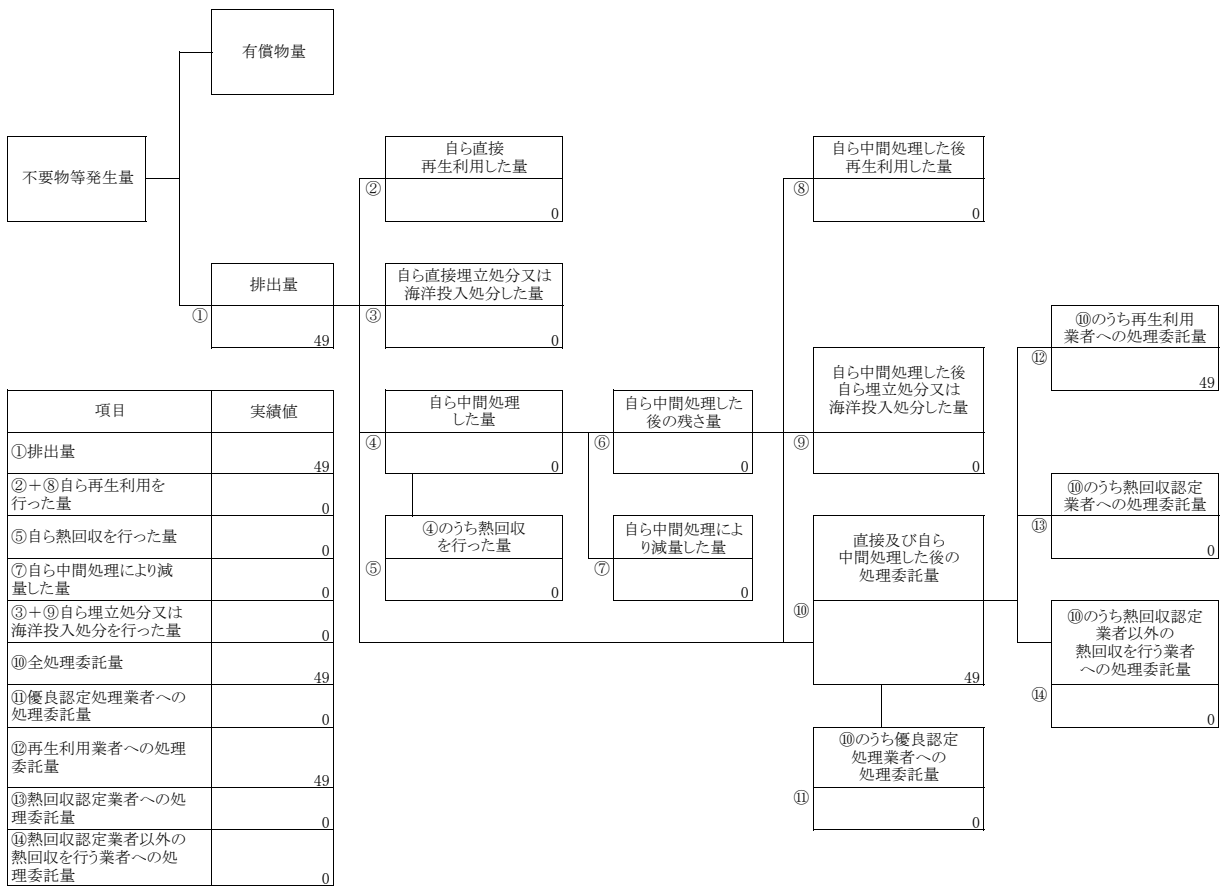 有償物量
不要物等発生量
排出量
①
49
自ら直接
再生利用した量
②
0
自ら直接埋立処分又は
海洋投入処分した量
③
0
自ら中間処理
した量
④
0
④のうち熱回収
を行った量
⑤
0
自ら中間処理した
後の残さ量
⑥
0
自ら中間処理によ
り減量した量
⑦
0
自ら中間処理した後
再生利用した量
⑧
0
自ら中間処理した後
自ら埋立処分又は
海洋投入処分した量
⑨
0
直接及び自ら
中間処理した後の
処理委託量
⑩
49
⑩のうち優良認定
処理業者への
処理委託量
⑪
0
⑩のうち再生利用
業者への処理委託量
⑫
49
⑩のうち熱回収認定
業者への処理委託量
⑬
0
⑩のうち熱回収認定
業者以外の
熱回収を行う業者
への処理委託量
⑭
0
項目 実績値
①排出量
49
②+⑧自ら再生利用を
行った量
0
⑤自ら熱回収を行った量
0
⑦自ら中間処理により減
量した量
0
③+⑨自ら埋立処分又は
海洋投入処分を行った量
0
⑩全処理委託量
49
⑪優良認定処理業者への
処理委託量
0
⑫再生利用業者への処理
委託量
49
⑬熱回収認定業者への処
理委託量
0
⑭熱回収認定業者以外の
熱回収を行う業者への処
理委託量
0